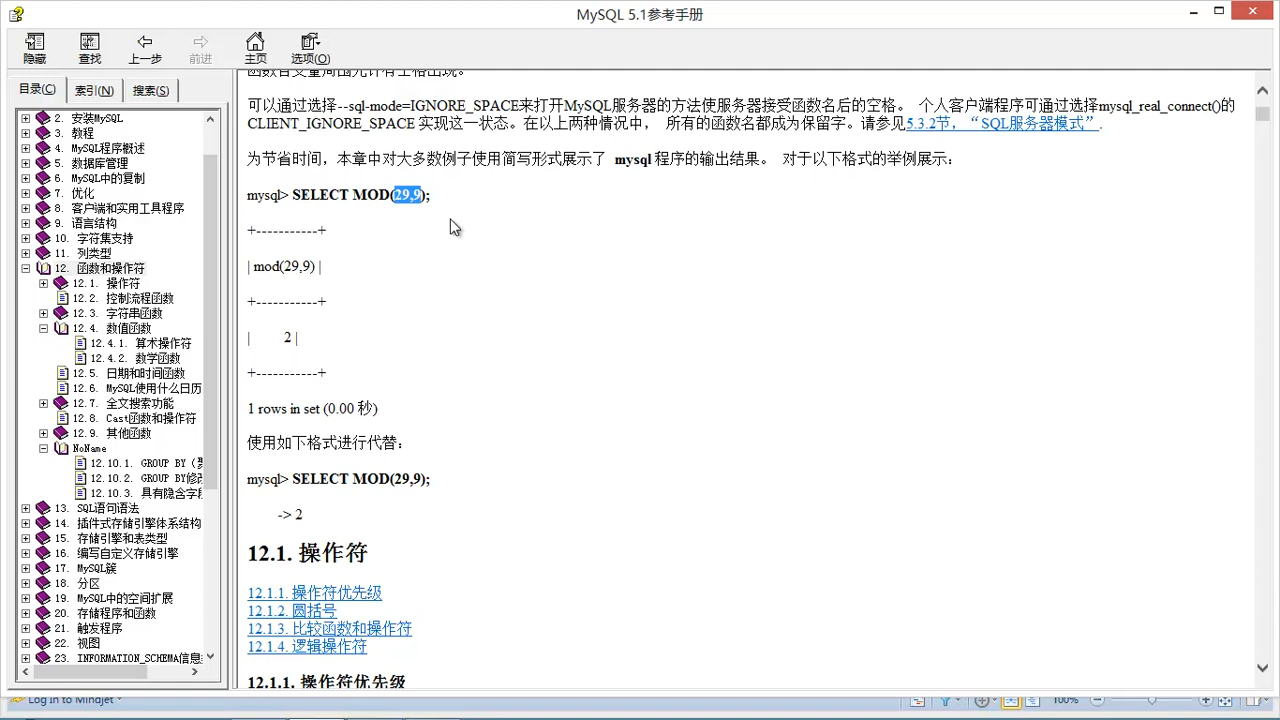 MySQL 5.1参考手册
隐藏
查找
上一步
前进
主页
选项(O)
目录(C)
索引(N)
搜索(S)
2. 安装MySQL
3. 教程
4. MySQL程序概述
5. 数据库管理
6. MySQL中的复制
7. 优化
8. 客户端和实用工具程序
9. 语言结构
10. 字符集支持
11. 列类型
12. 函数和操作符
12.1. 操作符
12.2. 控制流程函数
12.3. 字符串函数
12.4. 数值函数
12.4.1. 算术操作符
12.4.2. 数学函数
12.5. 日期和时间函数
12.6. MySQL使用什么日历
12.7. 全文搜索功能
12.8. Cast函数和操作符
12.9. 其他函数
NoName
12.10.1. GROUP BY（
12.10.2. GROUP BY修
12.10.3. 具有隐含字
13. SQL语句语法
14. 插件式存储引擎体系结构
15. 存储引擎和表类型
16. 编写自定义存储引擎
17. MySQL簇
18. 分区
19. MySQL中的空间扩展
20. 存储程序和函数
21. 触发程序
22. 视图
23. INFORMATION_SCHEMA信息
可以通过选择--sql-mode=IGNORE_SPACE来打开MySQL服务器的方法使服务器接受函数名后的空格。 个人客户端程序可通过选择mysql_real_connect()的
CLIENT_IGNORE_SPACE 实现这一状态。在以上两种情况中， 所有的函数名都成为保留字。请参见5.3.2节，“SQL服务器模式”.
为节省时间，本章中对大多数例子使用简写形式展示了 mysql 程序的输出结果。 对于以下格式的举例展示：
mysql> SELECT MOD(29,9);
+-----------+
| mod(29,9) |
+-----------+
| 2 |
+-----------+
1 rows in set (0.00 秒)
使用如下格式进行代替：
mysql> SELECT MOD(29,9);
-> 2
12.1. 操作符
12.1.1. 操作符优先级
12.1.2. 圆括号
12.1.3. 比较函数和操作符
12.1.4. 逻辑操作符
12.1.1. 操作符优先级
Log in to Mindjet
100%